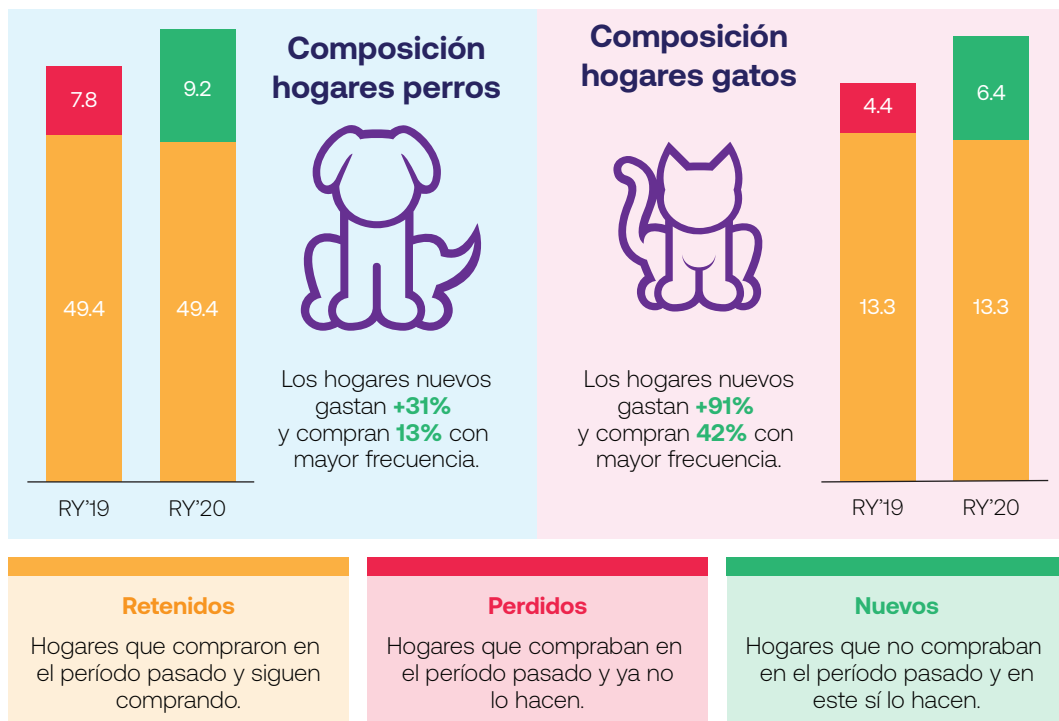 Composición
hogares perros
7.8
9.2
49.4
49.4
RY'19
RY'20
Los hogares nuevos
gastan +31%
y compran 13% con
mayor frecuencia.
Composición
hogares gatos
Los hogares nuevos
gastan +91%
y compran 42% con
mayor frecuencia.
4.4
6.4
13.3
13.3
RY'19
RY'20
Retenidos
Hogares que compraron en
el período pasado y siguen
comprando.
Perdidos
Hogares que compraban en
el período pasado y ya no
lo hacen.
Nuevos
Hogares que no compraban
en el período pasado y en
este sí lo hacen.